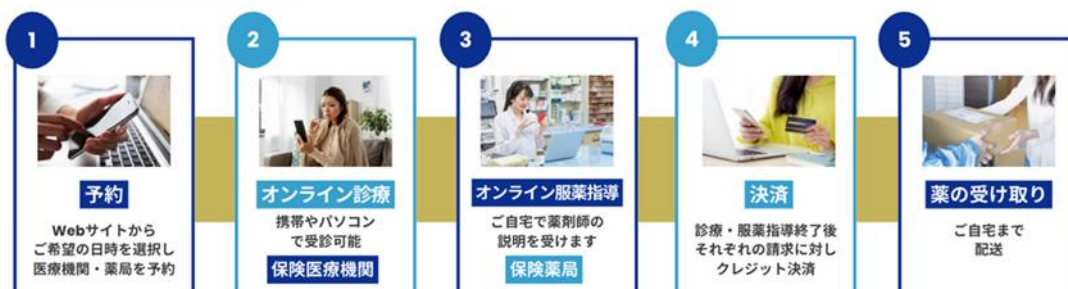 1
予約
Webサイトから
ご希望の日時を選択し
医療機関・薬局を予約
2
オンライン診療
携帯やパソコン
で受診可能
保険医療機関
3
オンライン服薬指導
ご自宅で薬剤師の
説明を受けます
保険薬局
4
決済
診療・服薬指導終了後
それぞれの請求に対し
クレジット決済
5
薬の受け取り
ご自宅まで
配送